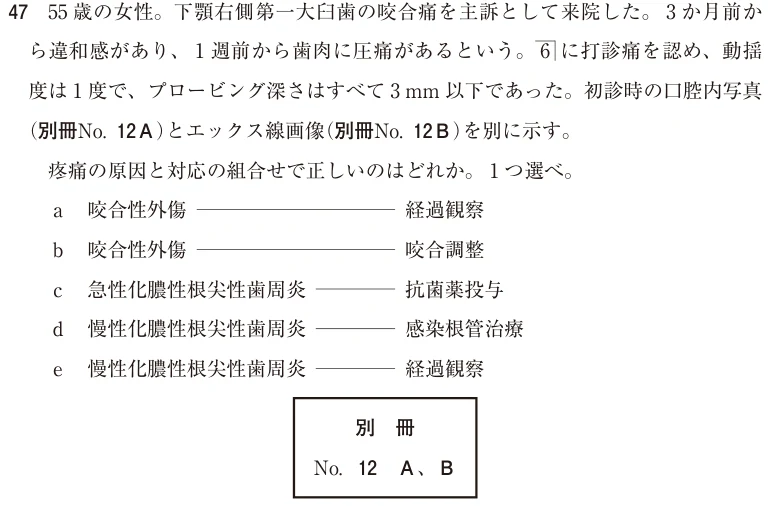 47 55歳の女性。下顎右側第一大臼歯の咬合痛を主訴として来院した。3か月前か
ら違和感があり、1週前から歯肉に圧痛があるという。6に打診痛を認め、動揺
度は1度で、プロービング深さはすべて3mm以下であった。初診時の口腔内写真
(別冊No. 12A)とエックス線画像(別冊No. 12B)を別に示す。
疼痛の原因と対応の組合せで正しいのはどれか。1つ選べ。
a 咬合性外傷 ――― 経過観察
b 咬合性外傷 ――― 咬合調整
c 急性化膿性根尖性歯周炎 ――― 抗菌薬投与
d 慢性化膿性根尖性歯周炎 ――― 感染根管治療
e 慢性化膿性根尖性歯周炎 ――― 経過観察
別 冊
No. 12 A、B